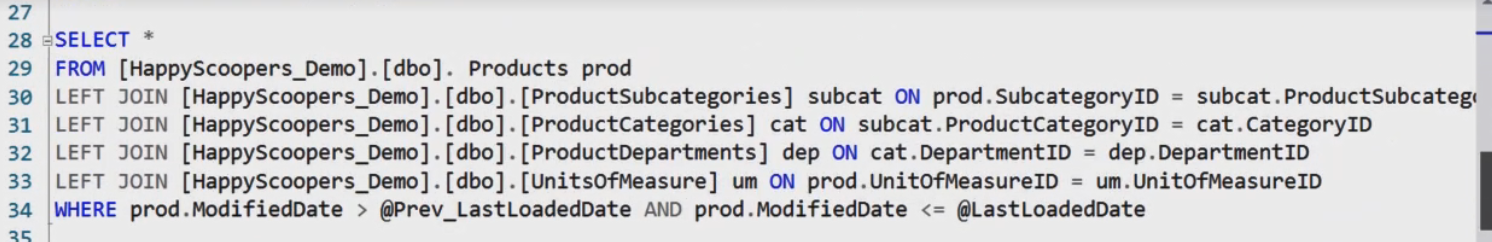 27
28 SELECT *
29 FROM [HappyScoopers_Demo].[dbo]. Products prod
30 LEFT JOIN [HappyScoopers_Demo].[dbo].[ProductSubcategories] subcat ON prod.SubcategoryID = subcat.ProductSubcateg
31 LEFT JOIN [HappyScoopers_Demo].[dbo].[ProductCategories] cat ON subcat.ProductCategoryID = cat.CategoryID
32 LEFT JOIN [HappyScoopers_Demo].[dbo].[ProductDepartments] dep ON cat.DepartmentID = dep.DepartmentID
33 LEFT JOIN [HappyScoopers_Demo].[dbo].[UnitsOfMeasure] um ON prod.UnitOfMeasureID = um.UnitOfMeasureID
34 WHERE prod.ModifiedDate > @Prev_LastLoadedDate AND prod.ModifiedDate <= @LastLoadedDate
35